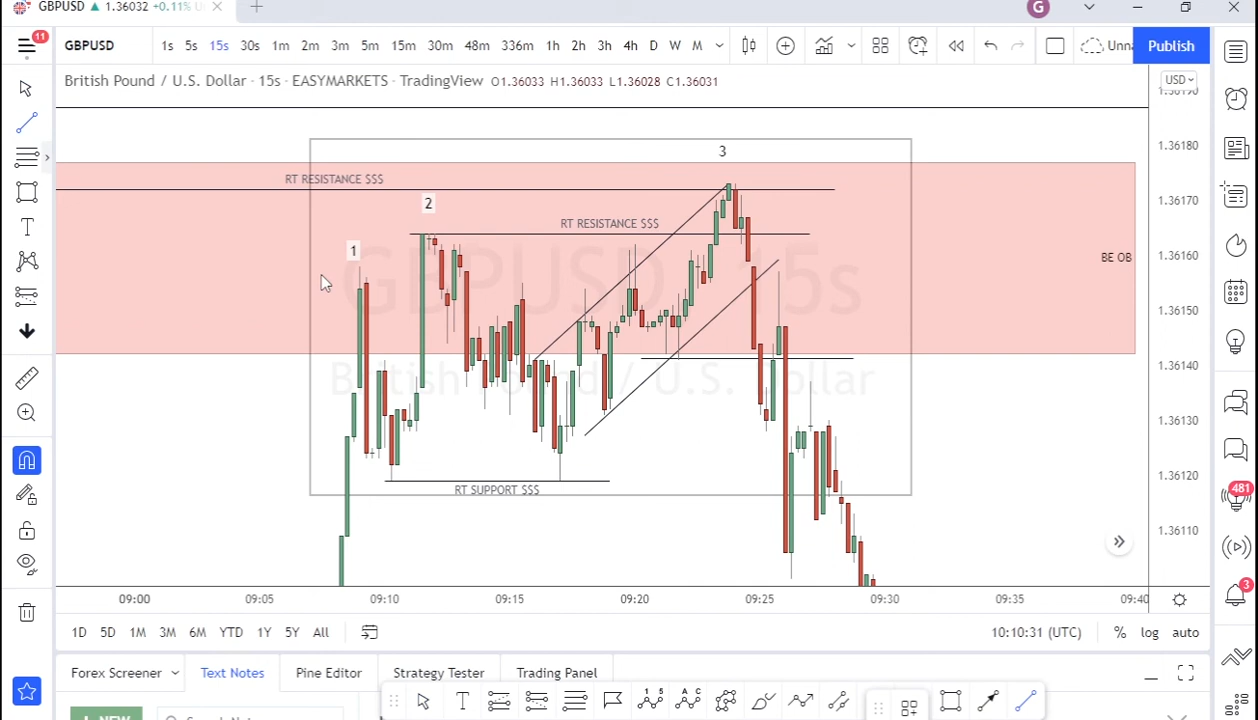 GBPUSD ▲ 1.36032 +0.11%
G
11
GBPUSD
1s 5s 15s 30s 1m 2m 3m 5m 15m 30m 48m 336m 1h 2h 3h 4h D W M
Unna
Publish
British Pound / U.S. Dollar · 15s · EASYMARKETS · TradingView O1.36033 H1.36033 L1.36028 C1.36031
USD
1.36190
1.36180
1.36170
1.36160
1.36150
1.36140
1.36130
1.36120
1.36110
3
RT RESISTANCE $$$
2
RT RESISTANCE $$$
1
BE OB
GBPUSD 15s
British Pound / U.S. Dollar
RT SUPPORT $$$
481
3
09:00 09:05 09:10 09:15 09:20 09:25 09:30 09:35 09:40
1D 5D 1M 3M 6M YTD 1Y 5Y All
10:10:31 (UTC) % log auto
Forex Screener Text Notes Pine Editor Strategy Tester Trading Panel
NEW